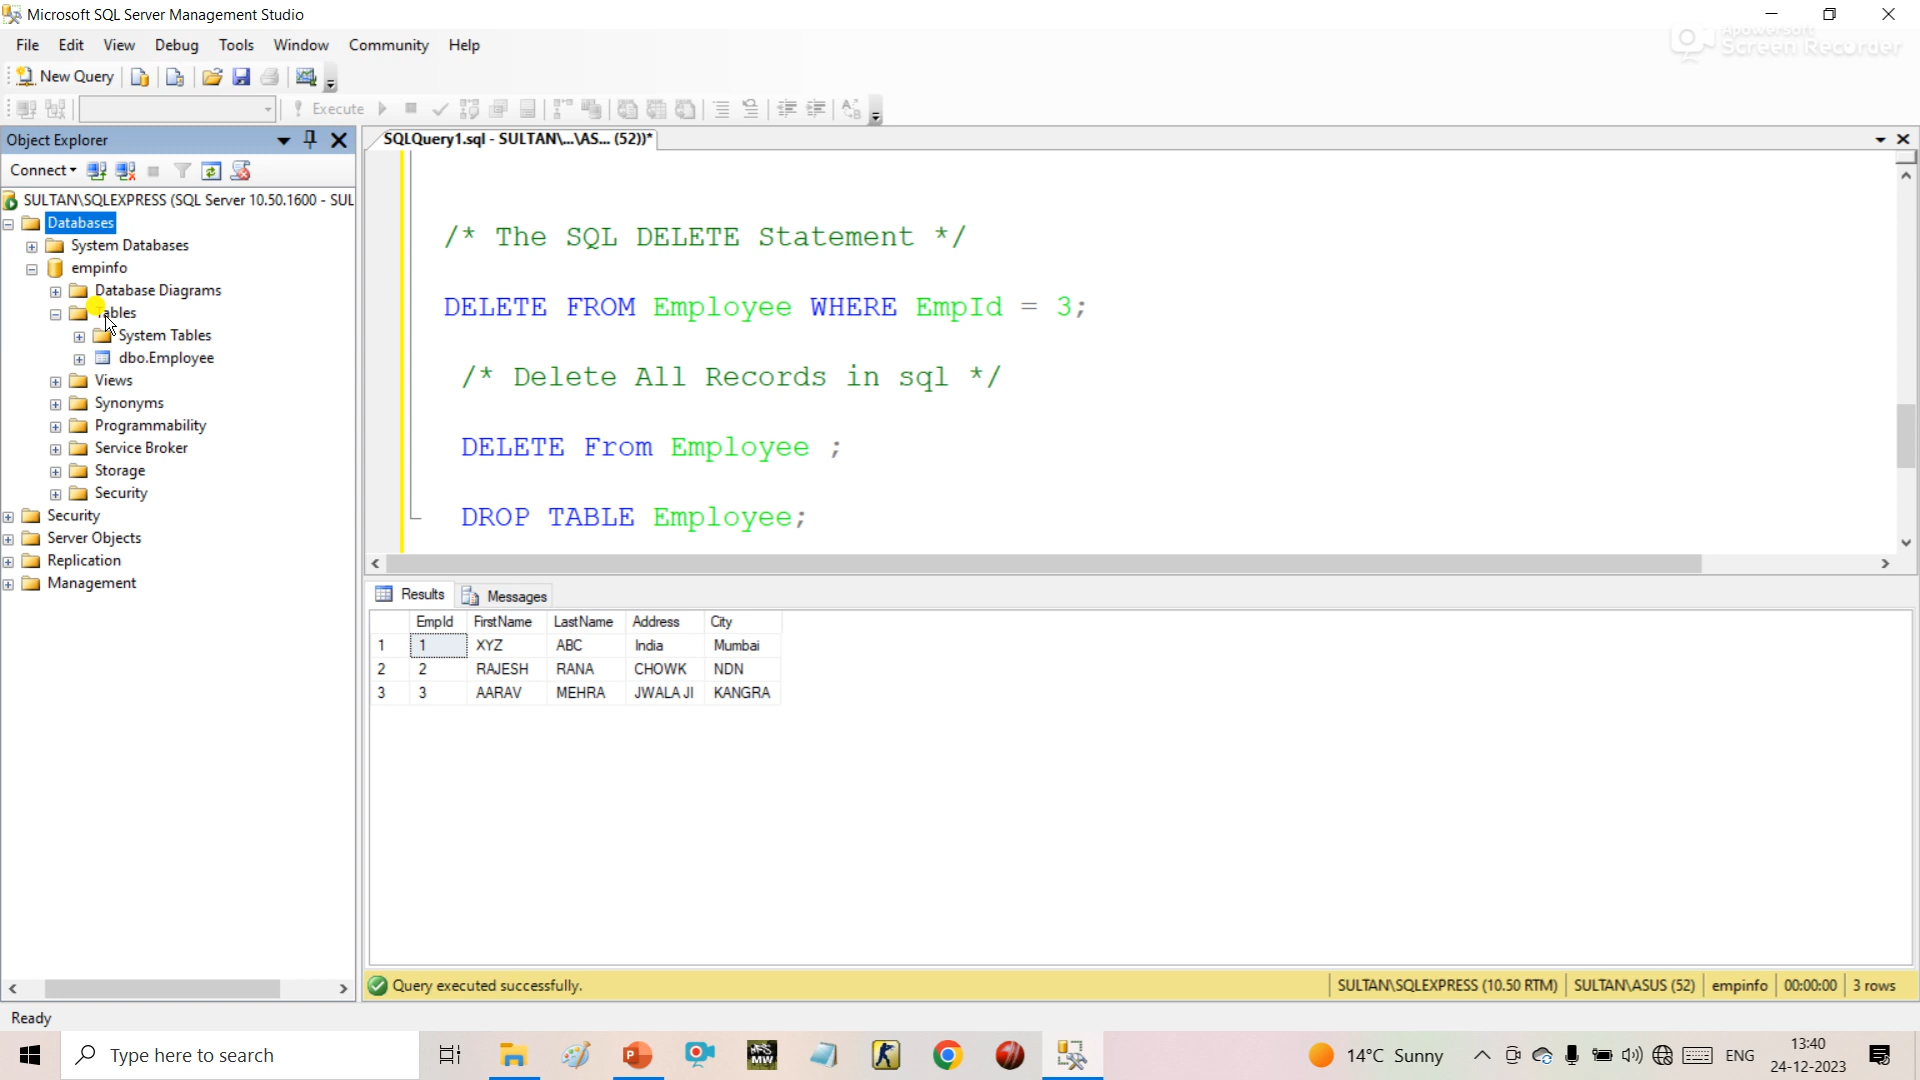 Microsoft SQL Server Management Studio
File Edit View Debug Tools Window Community Help
Apowersoft
Screen Recorder
New Query
Execute
Object Explorer
SQLQuery1.sql - SULTAN\...\AS... (52))*
Connect
SULTAN\SQLEXPRESS (SQL Server 10.50.1600 - SUL
Databases
System Databases
empinfo
Database Diagrams
Tables
System Tables
dbo.Employee
Views
Synonyms
Programmability
Service Broker
Storage
Security
Security
Server Objects
Replication
Management
/* The SQL DELETE Statement */
DELETE FROM Employee WHERE EmpId = 3;
/* Delete All Records in sql */
DELETE From Employee ;
DROP TABLE Employee;
Results Messages
EmpId FirstName LastName Address City
1 1 XYZ ABC India Mumbai
2 2 RAJESH RANA CHOWK NDN
3 3 AARAV MEHRA JWALA JI KANGRA
Query executed successfully.
SULTAN\SQLEXPRESS (10.50 RTM) SULTAN\ASUS (52) empinfo 00:00:00 3 rows
Ready
Type here to search
14°C Sunny
ENG
13:40
24-12-2023